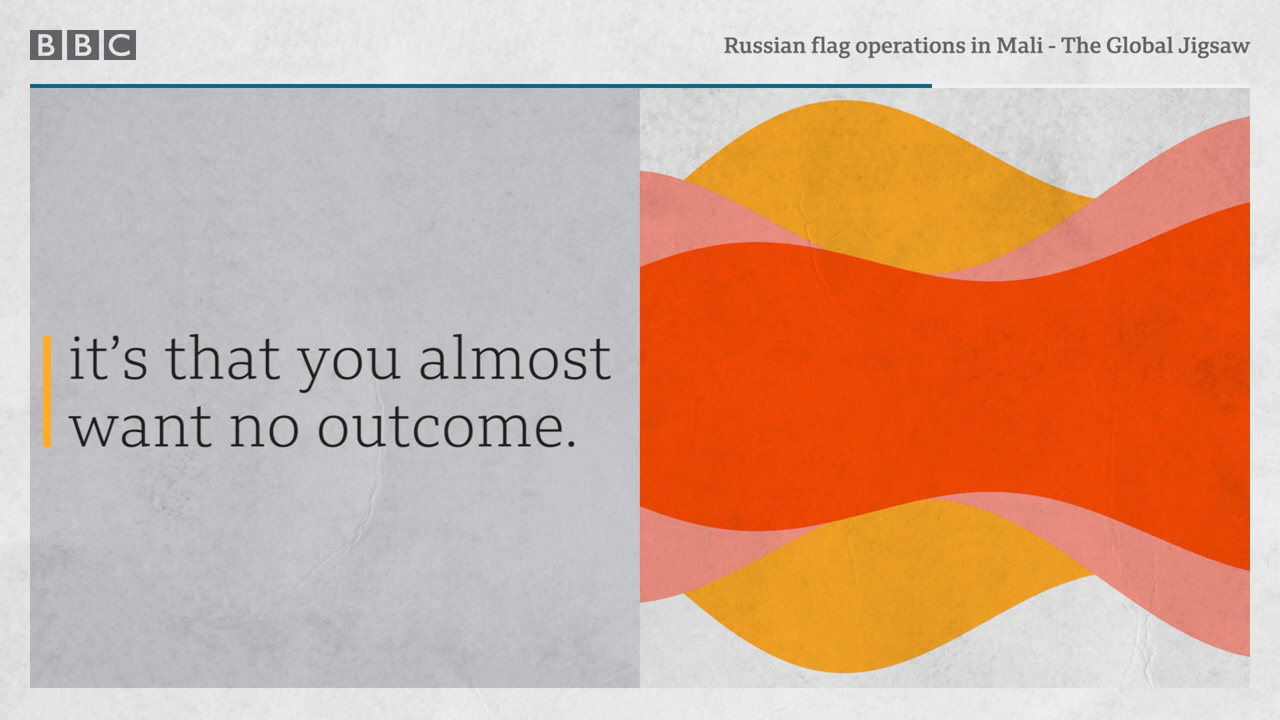 BBC
Russian flag operations in Mali - The Global Jigsaw
it’s that you almost
want no outcome.